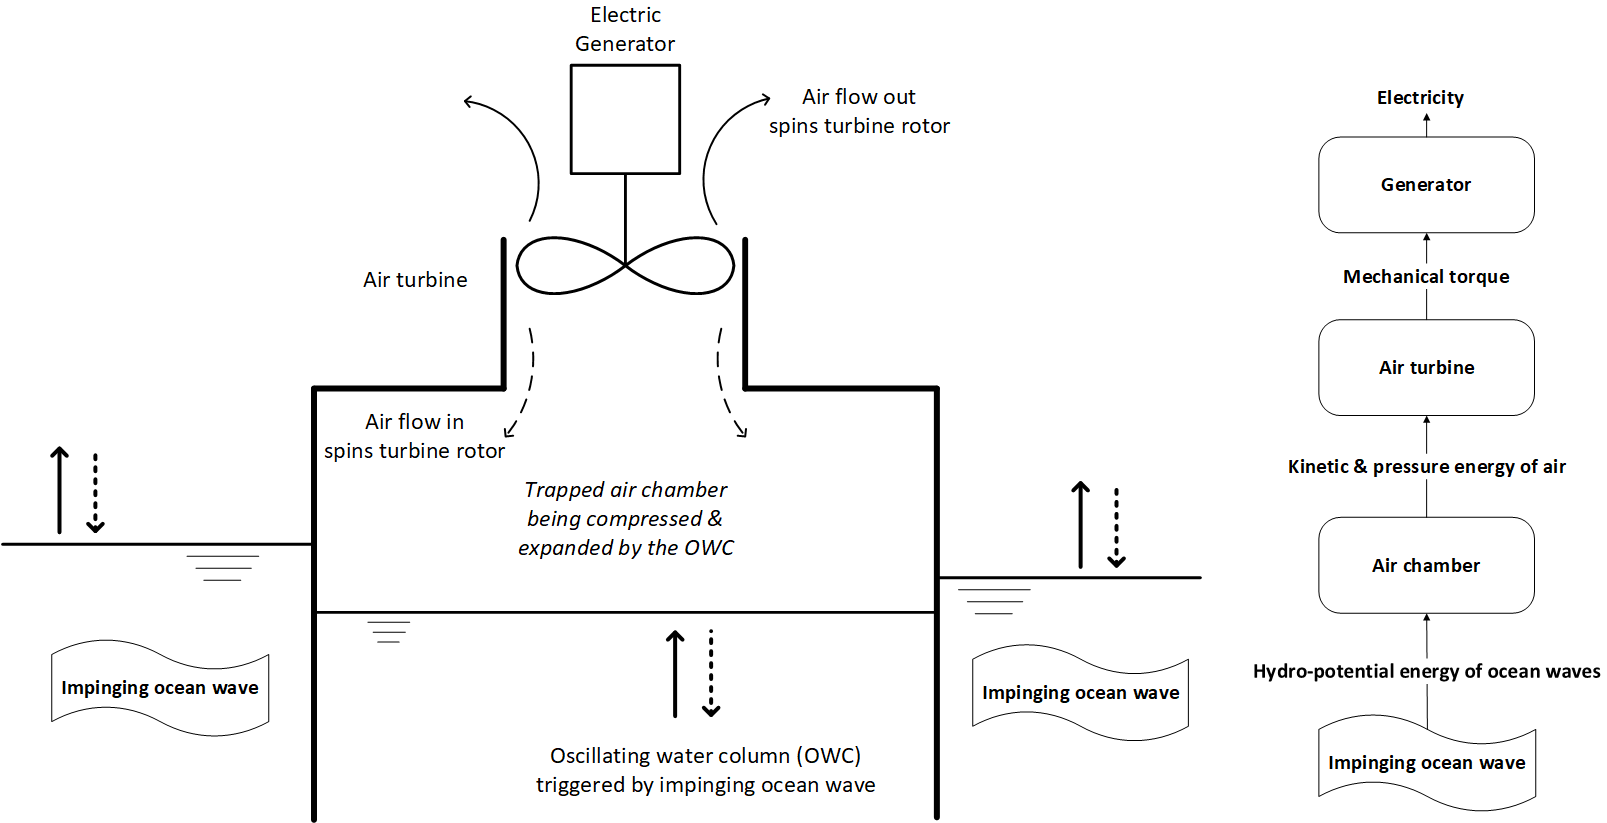 Electric
Generator
Air flow out
spins turbine rotor
Air turbine
Air flow in
spins turbine rotor
Trapped air chamber
being compressed &
expanded by the OWC
Impinging ocean wave
Impinging ocean wave
Oscillating water column (OWC)
triggered by impinging ocean wave
Electricity
Generator
Mechanical torque
Air turbine
Kinetic & pressure energy of air
Air chamber
Hydro-potential energy of ocean waves
Impinging ocean wave